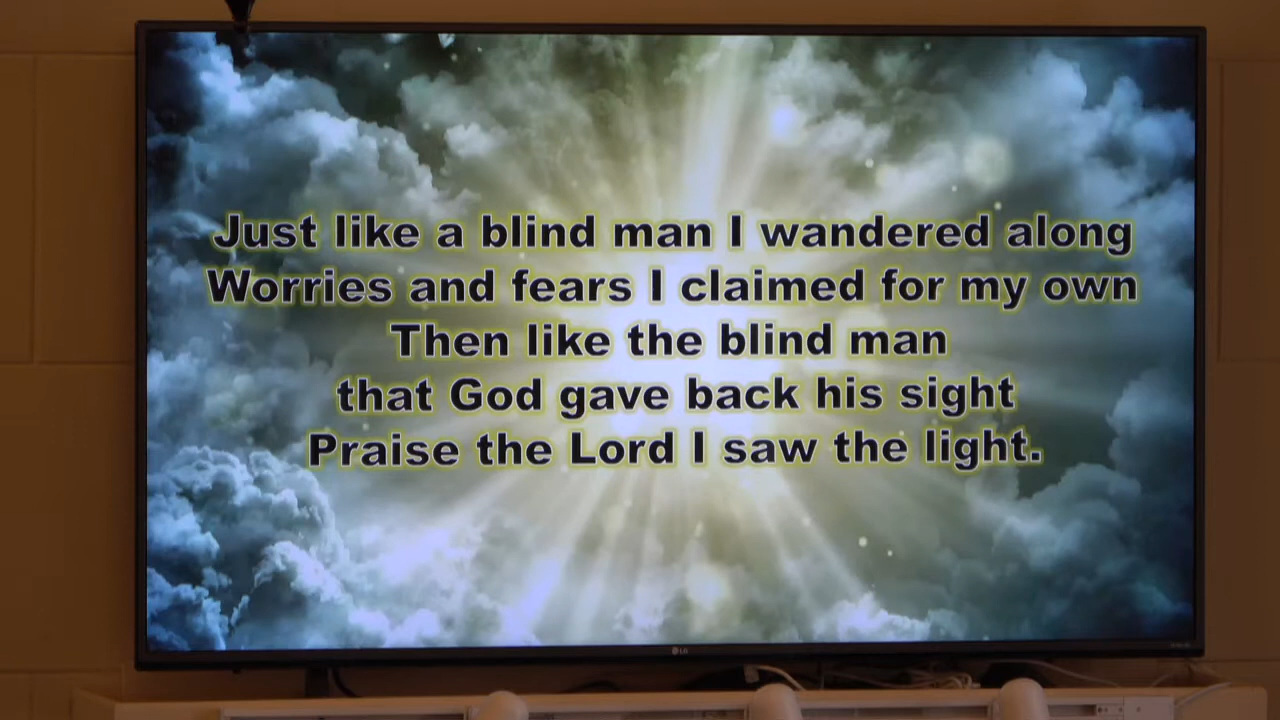 Just like a blind man I wandered along
Worries and fears I claimed for my own
Then like the blind man
that God gave back his sight
Praise the Lord I saw the light.
LG